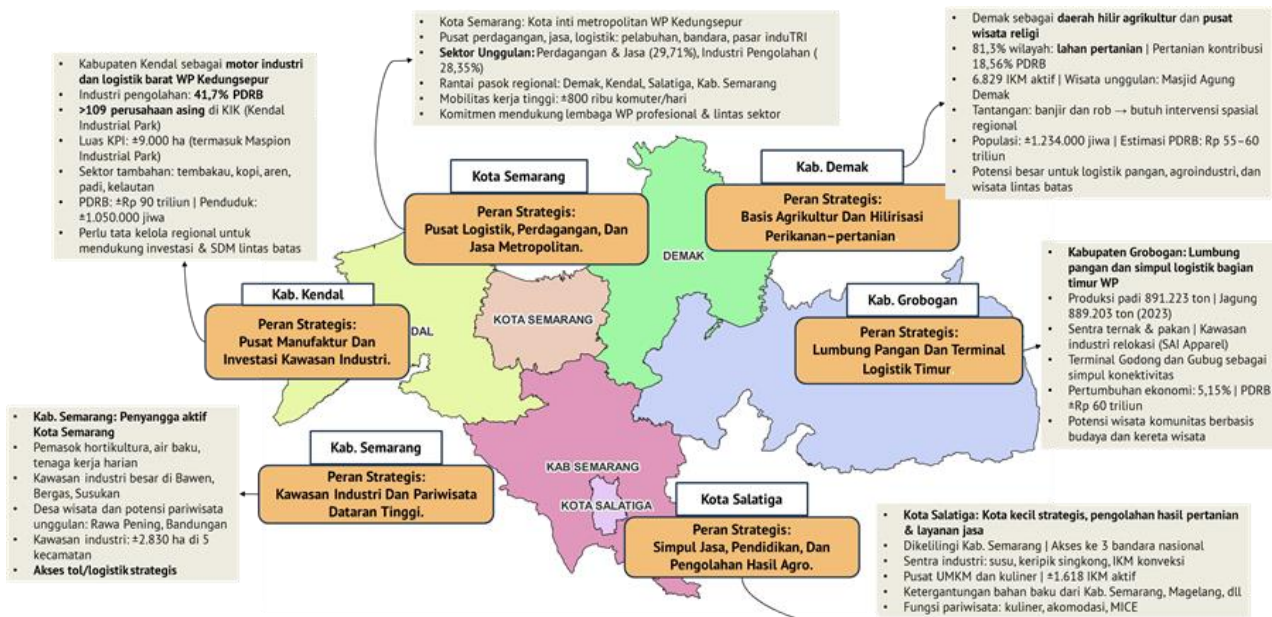 • Kota Semarang: Kota inti metropolitan WP Kedungsepur
• Pusat perdagangan, jasa, logistik: pelabuhan, bandara, pasar induTRI
• Sektor Unggulan: Perdagangan & Jasa (29,71%), Industri Pengolahan (
28,35%)
• Rantai pasok regional: Demak, Kendal, Salatiga, Kab. Semarang
• Mobilitas kerja tinggi: ±800 ribu komuter/hari
• Komitmen mendukung lembaga WP profesional & lintas sektor
• Demak sebagai daerah hilir agrikultur dan pusat
wisata religi
• 81,3% wilayah: lahan pertanian | Pertanian kontribusi
18,56% PDRB
• 6.829 IKM aktif | Wisata unggulan: Masjid Agung
Demak
• Tantangan: banjir dan rob → butuh intervensi spasial
regional
• Populasi: ±1.234.000 jiwa | Estimasi PDRB: Rp 55–60
triliun
• Potensi besar untuk logistik pangan, agroindustri, dan
wisata lintas batas
• Kabupaten Kendal sebagai motor industri
dan logistik barat WP Kedungsepur
• Industri pengolahan: 41,7% PDRB
• >109 perusahaan asing di KIK (Kendal
Industrial Park)
• Luas KPI: ±9.000 ha (termasuk Maspion
Industrial Park)
• Sektor tambahan: tembakau, kopi, aren,
padi, kelautan
• PDRB: ±Rp 90 triliun | Penduduk:
±1.050.000 jiwa
• Perlu tata kelola regional untuk
mendukung investasi & SDM lintas batas
Kota Semarang
Peran Strategis:
Pusat Logistik, Perdagangan, Dan
Jasa Metropolitan.
Kab. Demak
Peran Strategis:
Basis Agrikultur Dan Hilirisasi
Perikanan–pertanian
DEMAK
Kab. Kendal
Peran Strategis:
Pusat Manufaktur Dan
Investasi Kawasan Industri.
DAL
KOTA SEMARANG
Kab. Grobogan
Peran Strategis:
Lumbung Pangan Dan Terminal
Logistik Timur
• Kabupaten Grobogan: Lumbung
pangan dan simpul logistik bagian
timur WP
• Produksi padi 891.223 ton | Jagung
889.203 ton (2023)
• Sentra ternak & pakan | Kawasan
industri relokasi (SAI Apparel)
• Terminal Godong dan Gubug sebagai
simpul konektivitas
• Pertumbuhan ekonomi: 5,15% | PDRB
±Rp 60 triliun
• Potensi wisata komunitas berbasis
budaya dan kereta wisata
• Kab. Semarang: Penyangga aktif
Kota Semarang
• Pemasok hortikultura, air baku,
tenaga kerja harian
• Kawasan industri besar di Bawen,
Bergas, Susukan
• Desa wisata dan potensi pariwisata
unggulan: Rawa Pening, Bandungan
• Kawasan industri: ±2.830 ha di 5
kecamatan
• Akses tol/logistik strategis
Kab. Semarang
Peran Strategis:
Kawasan Industri Dan Pariwisata
Dataran Tinggi.
KAB SEMARANG
KOTA SALATIGA
Kota Salatiga
Peran Strategis:
Simpul Jasa, Pendidikan, Dan
Pengolahan Hasil Agro.
• Kota Salatiga: Kota kecil strategis, pengolahan hasil pertanian
& layanan jasa
• Dikelilingi Kab. Semarang | Akses ke 3 bandara nasional
• Sentra industri: susu, keripik singkong, IKM konveksi
• Pusat UMKM dan kuliner | ±1.618 IKM aktif
• Ketergantungan bahan baku dari Kab. Semarang, Magelang, dll
• Fungsi pariwisata: kuliner, akomodasi, MICE